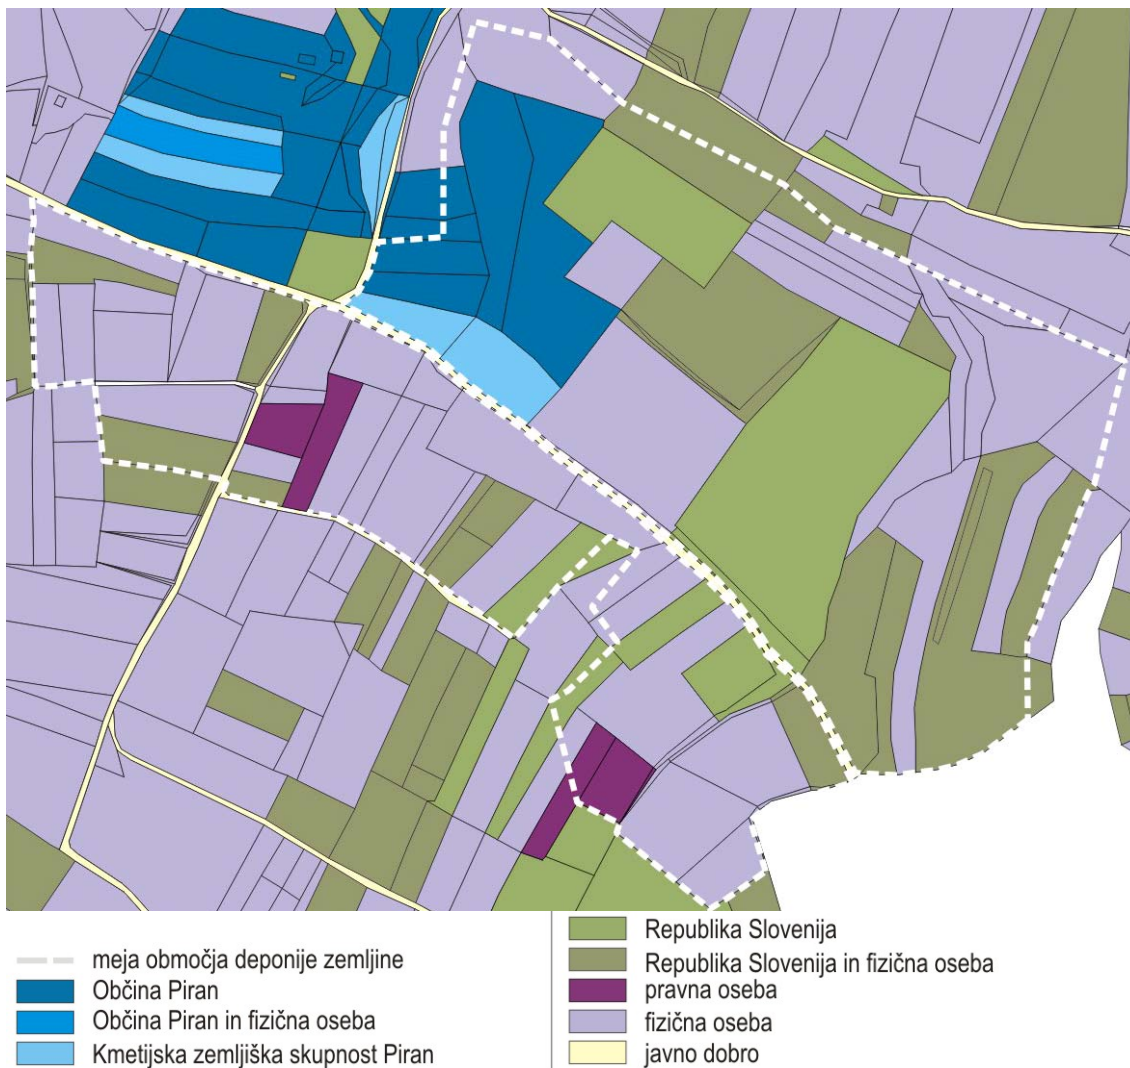 meja območja deponije zemljine
Občina Piran
Občina Piran in fizična oseba
Kmetijska zemljiška skupnost Piran
Republika Slovenija
Republika Slovenija in fizična oseba
pravna oseba
fizična oseba
javno dobro